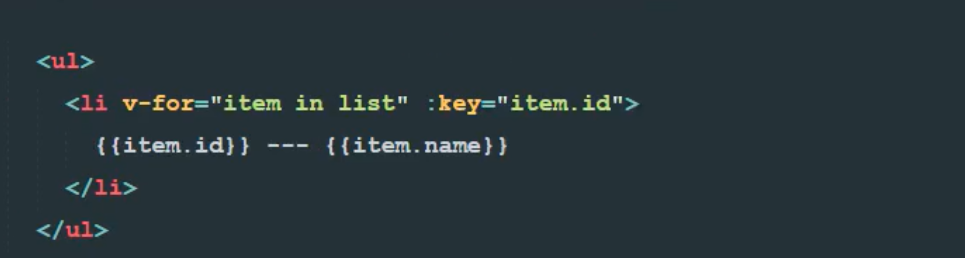 <ul>
<li v-for="item in list" :key="item.id">
{{item.id}} --- {{item.name}}
</li>
</ul>